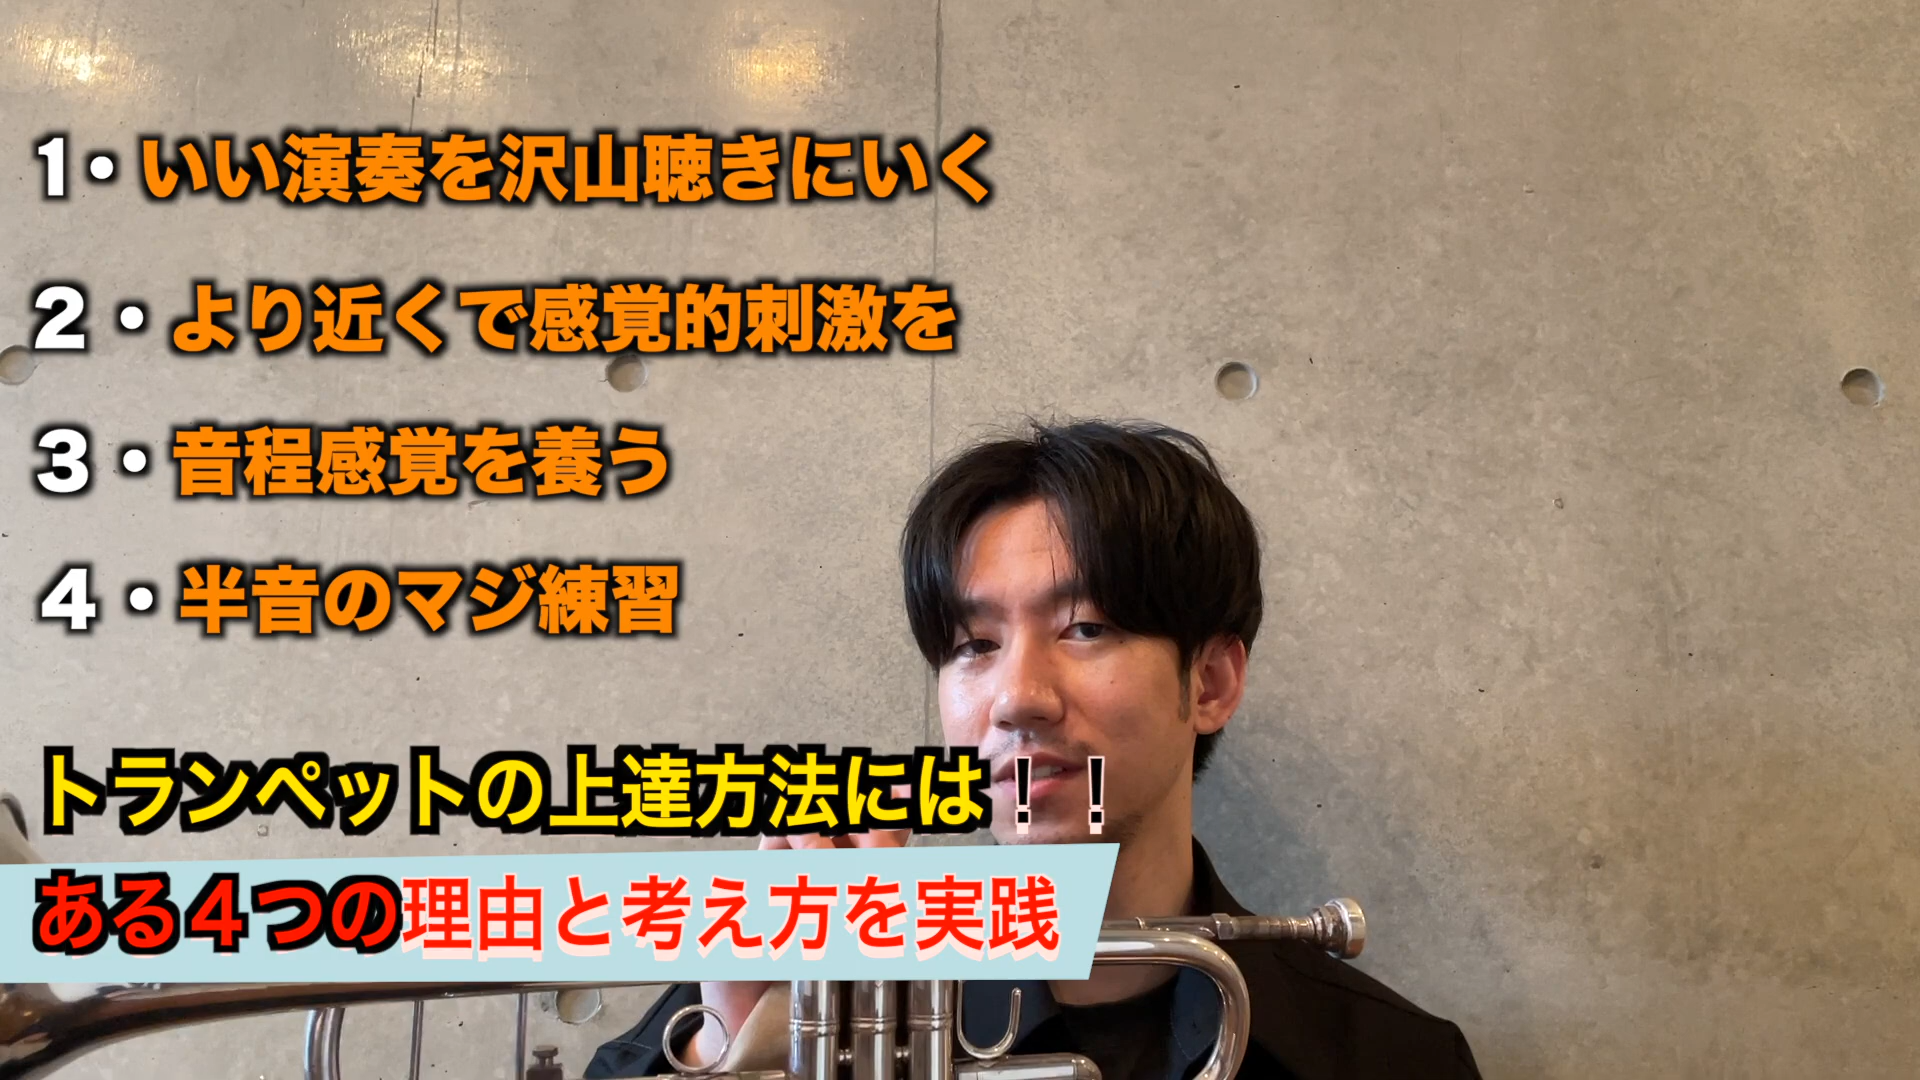 1・いい演奏を沢山聴きにいく
２・より近くで感覚的刺激を
３・音程感覚を養う
４・半音のマジ練習
トランペットの上達方法には！！
ある４つの理由と考え方を実践